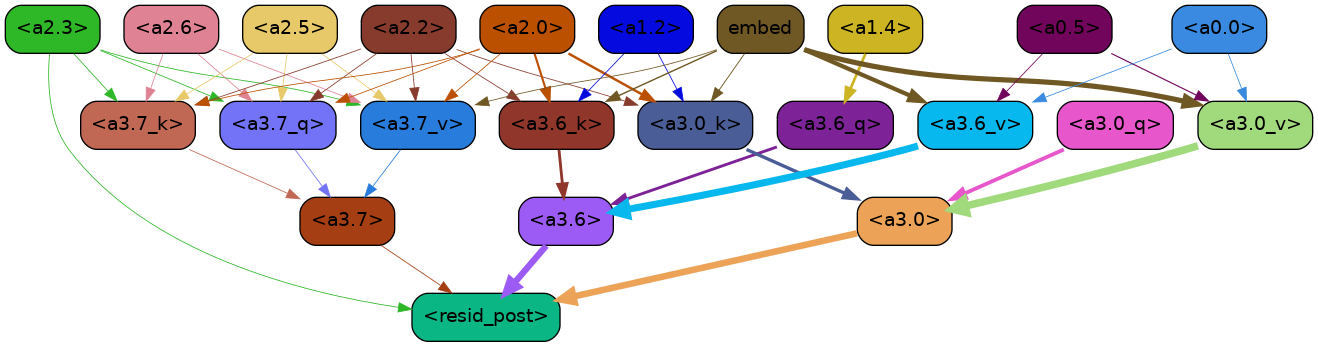 <a2.3> <a2.6> <a2.5> <a2.2> <a2.0> <a1.2> embed <a1.4> <a0.5> <a0.0>
<a3.7_k> <a3.7_q> <a3.7_v> <a3.6_k> <a3.0_k> <a3.6_q> <a3.6_v> <a3.0_q> <a3.0_v>
<a3.7> <a3.6> <a3.0>
<resid_post>